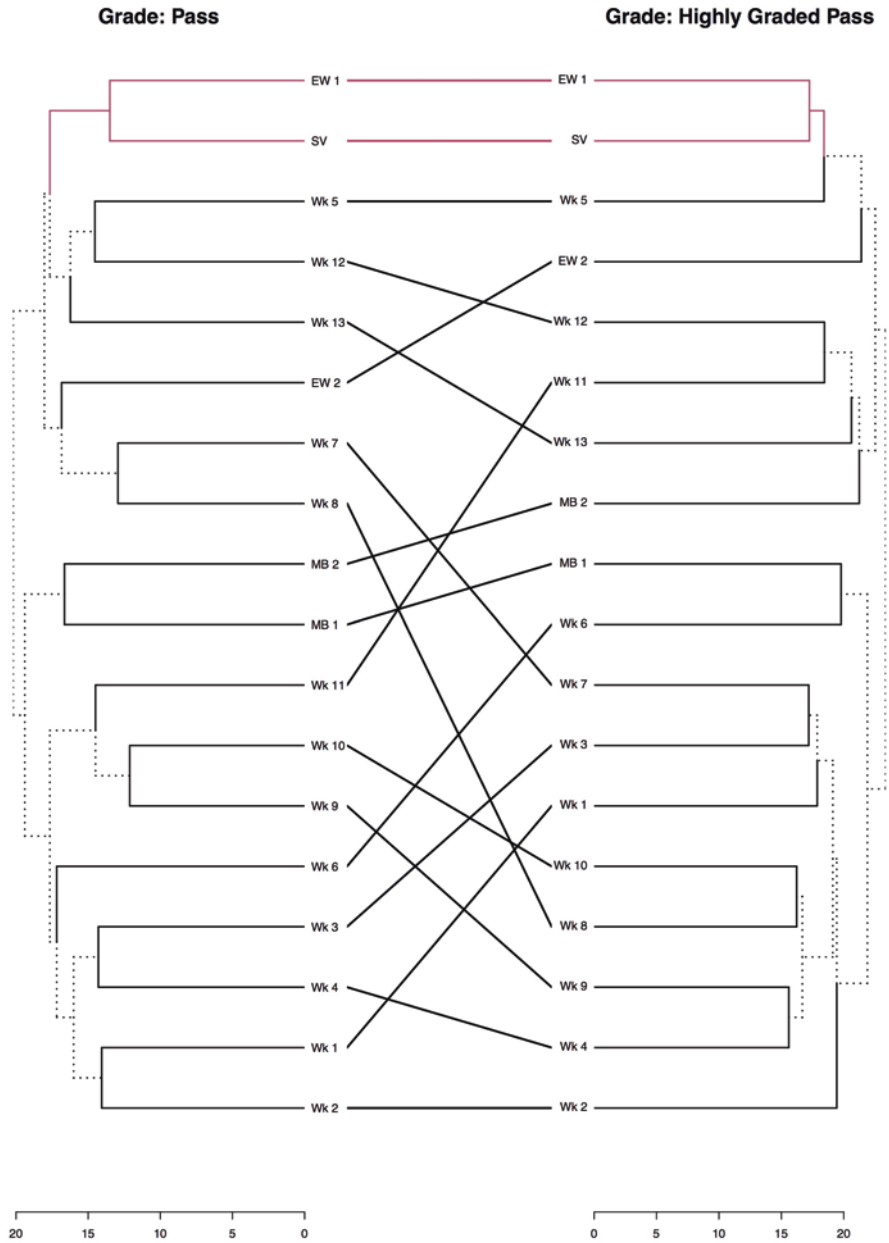 Grade: Pass Grade: Highly Graded Pass
EW 1 EW 1
SV SV
Wk 5 Wk 5
Wk 12 EW 2
Wk 13 Wk 12
EW 2 Wk 11
Wk 7 Wk 13
Wk 8 MB 2
MB 2 MB 1
MB 1 Wk 6
Wk 11 Wk 7
Wk 10 Wk 3
Wk 9 Wk 1
Wk 6 Wk 10
Wk 3 Wk 8
Wk 4 Wk 9
Wk 1 Wk 4
Wk 2 Wk 2
20 15 10 5 0 0 5 10 15 20